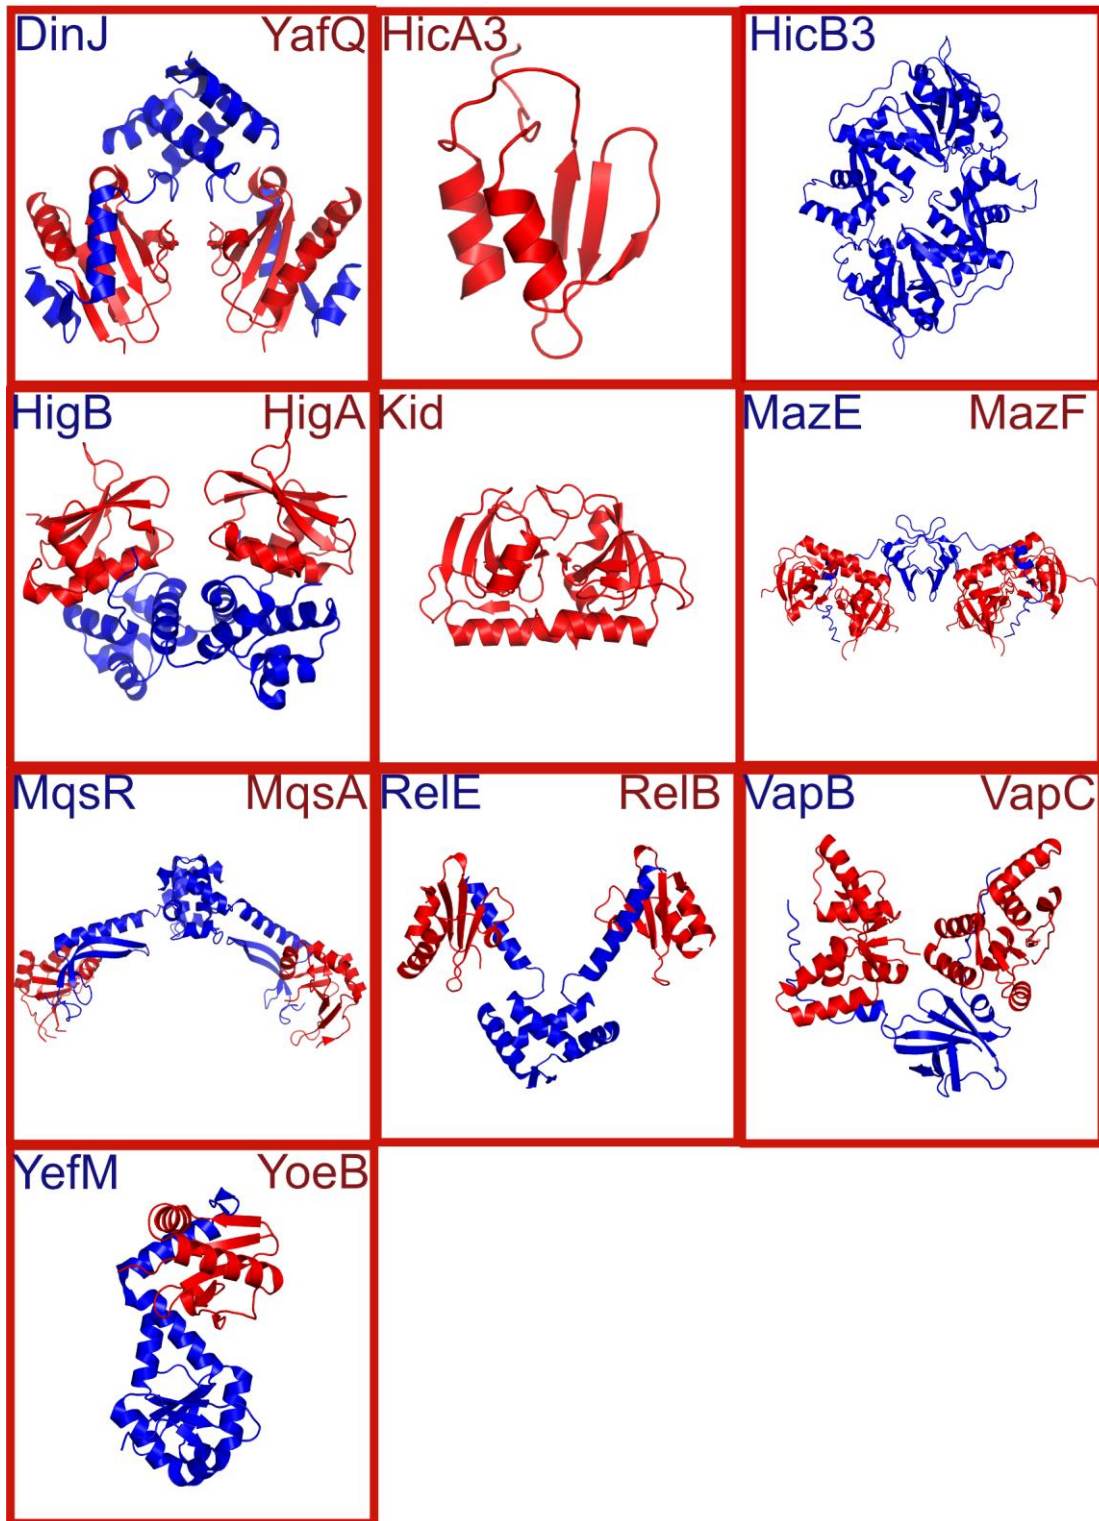 DinJ YafQ
HicA3
HicB3
HigB HigA
Kid
MazE MazF
MqsR MqsA
RelE RelB
VapB VapC
YefM YoeB